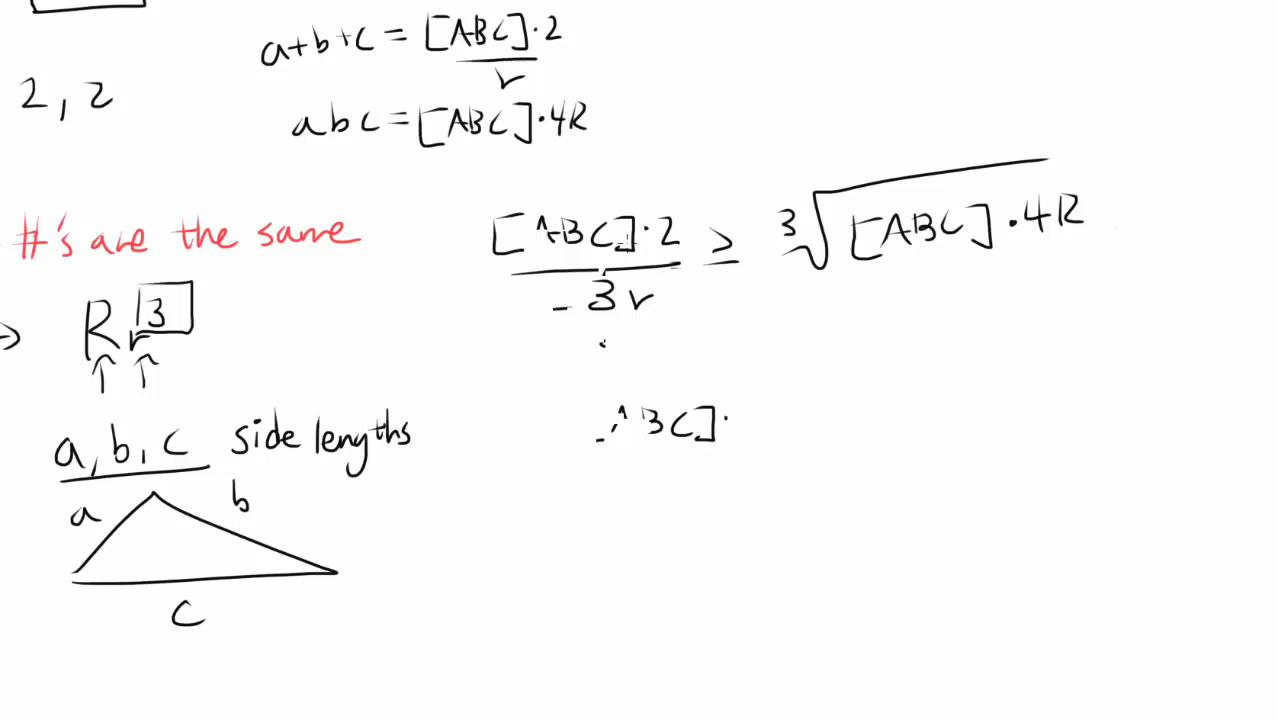 a+b+c = [ABC]·2
r
2, 2
abc = [ABC]·4R
#'s are the same
[ABC]·2 ≥ ³√[ABC]·4R
3r
R r 3
a, b, c side lengths
BC]·
a b
c